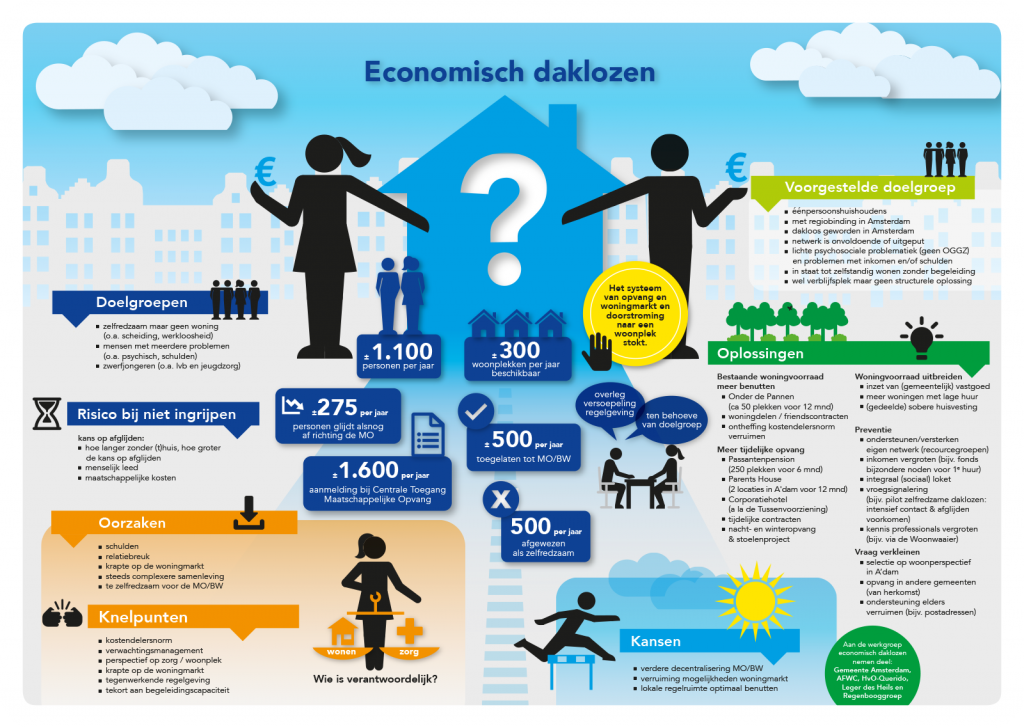 Economisch daklozen
€
€
Voorgestelde doelgroep
éénpersoonshuishoudens
met regiobinding in Amsterdam
dakloos geworden in Amsterdam
netwerk is onvoldoende of uitgeput
lichte psychosociale problematiek (geen OGGZ)
en problemen met inkomen en/of schulden
in staat tot zelfstandig wonen zonder begeleiding
wel verblijfsplek maar geen structurele oplossing
?
Doelgroepen
zelfredzaam maar geen woning
(o.a. scheiding, werkloosheid)
mensen met meerdere problemen
(o.a. psychisch, schulden)
zwerfjongeren (o.a. lvb en jeugdzorg)
± 1.100
personen per jaar
± 300
woonplekken per jaar
beschikbaar
Het systeem
van opvang en
woningmarkt en
doorstroming
naar een
woonplek
stokt.
Risico bij niet ingrijpen
kans op afglijden:
hoe langer zonder (t)huis, hoe groter
de kans op afglijden
menselijk leed
maatschappelijke kosten
±275 per jaar
personen glijdt alsnog
af richting de MO
±1.600 per jaar
aanmelding bij Centrale Toegang
Maatschappelijke Opvang
±500 per jaar
toegelaten tot MO/BW
X
500 per jaar
afgewezen
als zelfredzaam
overleg
versoepeling
regelgeving
ten behoeve
van doelgroep
Oplossingen
Bestaande woningvoorraad
meer benutten
Onder de Pannen
(ca 50 plekken voor 12 mnd)
woningdelen / friendscontracten
ontheffing kostendelersnorm
verruimen
Meer tijdelijke opvang
Passantenpension
(250 plekken voor 6 mnd)
Parents House
(2 locaties in A'dam voor 12 mnd)
Corporatiehotel
(a la de Tussenvoorziening)
tijdelijke contracten
nacht- en winteropvang
& stoelenproject
Woningvoorraad uitbreiden
inzet van (gemeentelijk) vastgoed
meer woningen met lage huur
(gedeelde) sobere huisvesting
Preventie
ondersteunen/versterken
eigen netwerk (recourcegroepen)
inkomen vergroten (bijv. fonds
bijzondere noden voor 1e huur)
integraal (sociaal) loket
vroegsignalering
(bijv. pilot zelfredzame daklozen:
intensief contact & afglijden
voorkomen)
kennis professionals vergroten
(bijv. via de Woonwaaier)
Vraag verkleinen
selectie op woonperspectief
in A'dam
opvang in andere gemeenten
(van herkomst)
ondersteuning elders
verruimen (bijv. postadressen)
Oorzaken
schulden
relatiebreuk
krapte op de woningmarkt
steeds complexere samenleving
te zelfredzaam voor de MO/BW
Knelpunten
kostendelersnorm
verwachtingsmanagement
perspectief op zorg / woonplek
krapte op de woningmarkt
tegenwerkende regelgeving
tekort aan begeleidingscapaciteit
wonen
zorg
Wie is verantwoordelijk?
Kansen
verdere decentralisering MO/BW
verruiming mogelijkheden woningmarkt
lokale regelruimte optimaal benutten
Aan de werkgroep
economisch daklozen
nemen deel:
Gemeente Amsterdam,
AFWC, HvO-Querido,
Leger des Heils en
Regenbooggroep